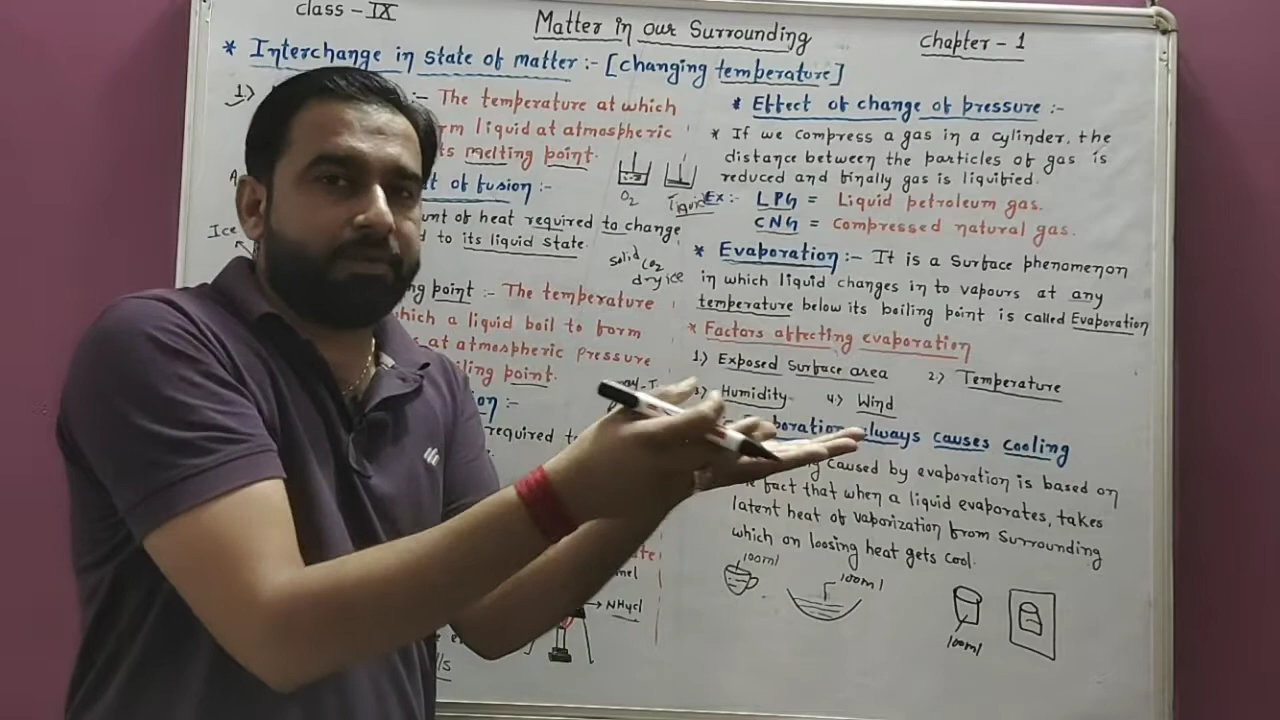 class - IX
Matter in our Surrounding
Chapter - 1
* Interchange in state of matter :- [changing temperature]
1.) :- The temperature at which
rm liquid at atmospheric
ts melting point.
t of fusion :-
unt of heat required to change
d to its liquid state.
Ice
O2
liquid
solid CO2
dry ice
ng point :- The temperature
hich a liquid boil to form
s at atmospheric pressure
iling point.
on :-
required to
NH4Cl
* Effect of change of pressure :-
* If we compress a gas in a cylinder, the
distance between the particles of gas is
reduced and finally gas is liquified.
Ex :- LPG = Liquid petroleum gas.
CNG = Compressed natural gas.
* Evaporation :- It is a surface phenomenon
in which liquid changes in to vapours at any
temperature below its boiling point is called Evaporation
* Factors affecting evaporation
1.) Exposed surface area 2.) Temperature
3.) Humidity 4.) Wind
poration always causes cooling
g caused by evaporation is based on
e fact that when a liquid evaporates, takes
latent heat of vaporization from surrounding
which on loosing heat gets cool.
100ml
100ml
100ml